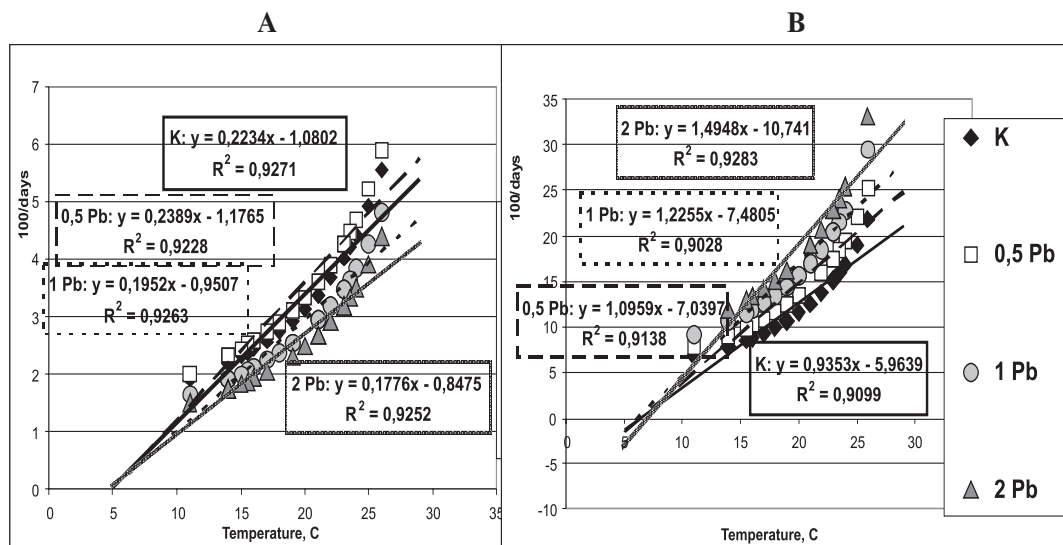 A
7
6
5
4
3
2
1
0
100/days
K: y = 0,2234x - 1,0802
R² = 0,9271
0,5 Pb: y = 0,2389x - 1,1765
R² = 0,9228
1 Pb: y = 0,1952x - 0,9507
R² = 0,9263
2 Pb: y = 0,1776x - 0,8475
R² = 0,9252
0 5 10 15 20 25 30 35
Temperature, C
B
35
30
25
20
15
10
5
0
-5
-10
100/days
2 Pb: y = 1,4948x - 10,741
R² = 0,9283
1 Pb: y = 1,2255x - 7,4805
R² = 0,9028
0,5 Pb: y = 1,0959x - 7,0397
R² = 0,9138
K: y = 0,9353x - 5,9639
R² = 0,9099
0 5 10 15 20 25 30
Temperature, C
K
0,5 Pb
1 Pb
2 Pb